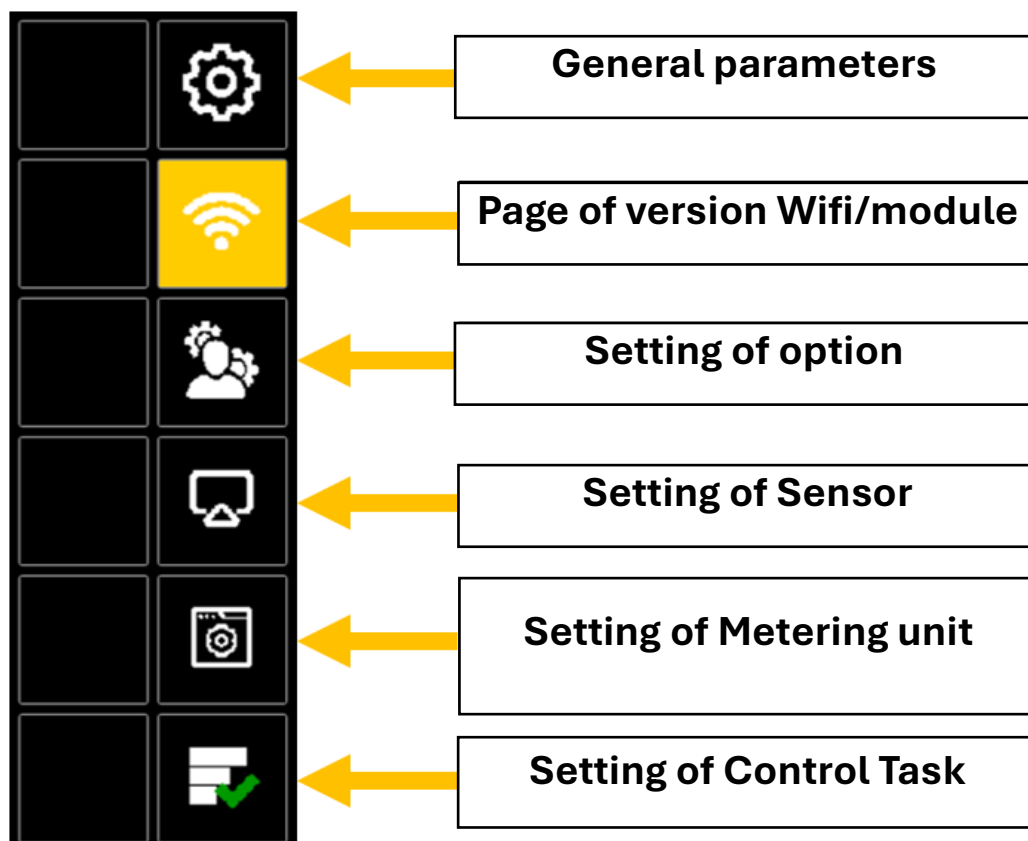 General parameters
Page of version Wifi/module
Setting of option
Setting of Sensor
Setting of Metering unit
Setting of Control Task